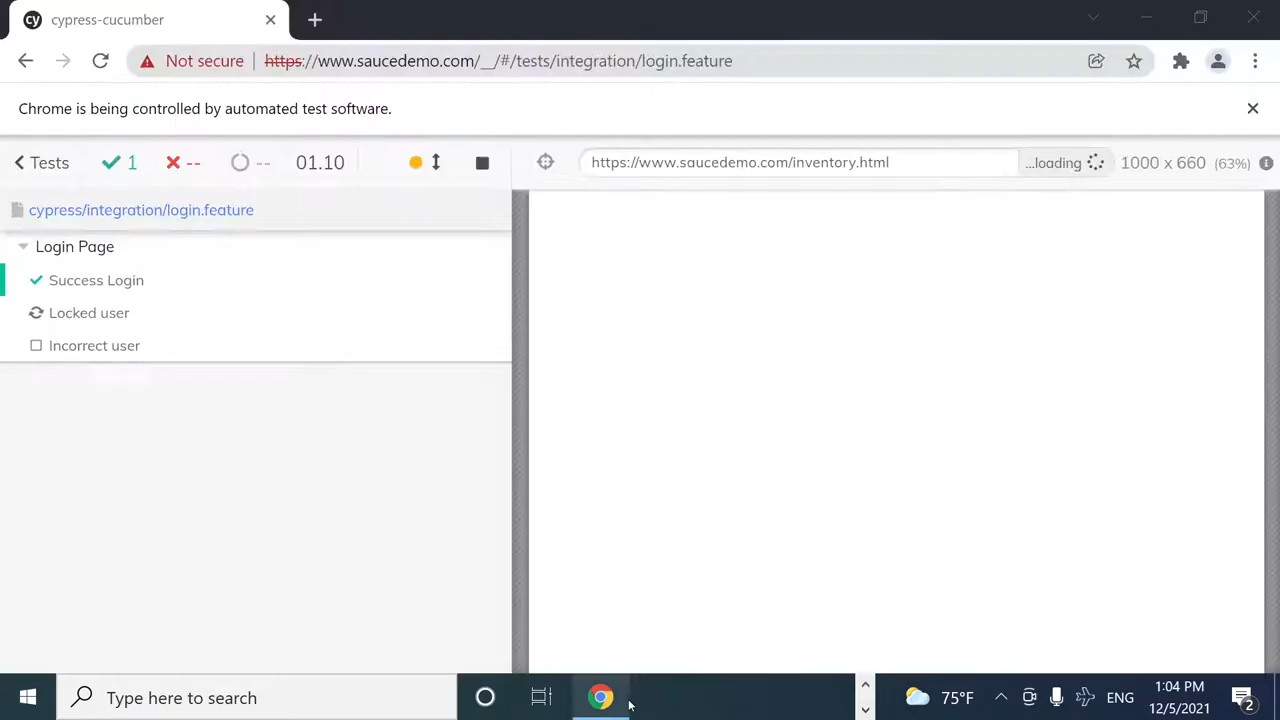 cy cypress-cucumber
Not secure https://www.saucedemo.com/__/#/tests/integration/login.feature
Chrome is being controlled by automated test software.
Tests 1 -- -- 01.10 https://www.saucedemo.com/inventory.html ...loading 1000 x 660 (63%)
cypress/integration/login.feature
Login Page
Success Login
Locked user
Incorrect user
Type here to search 75°F ENG 1:04 PM
12/5/2021 2